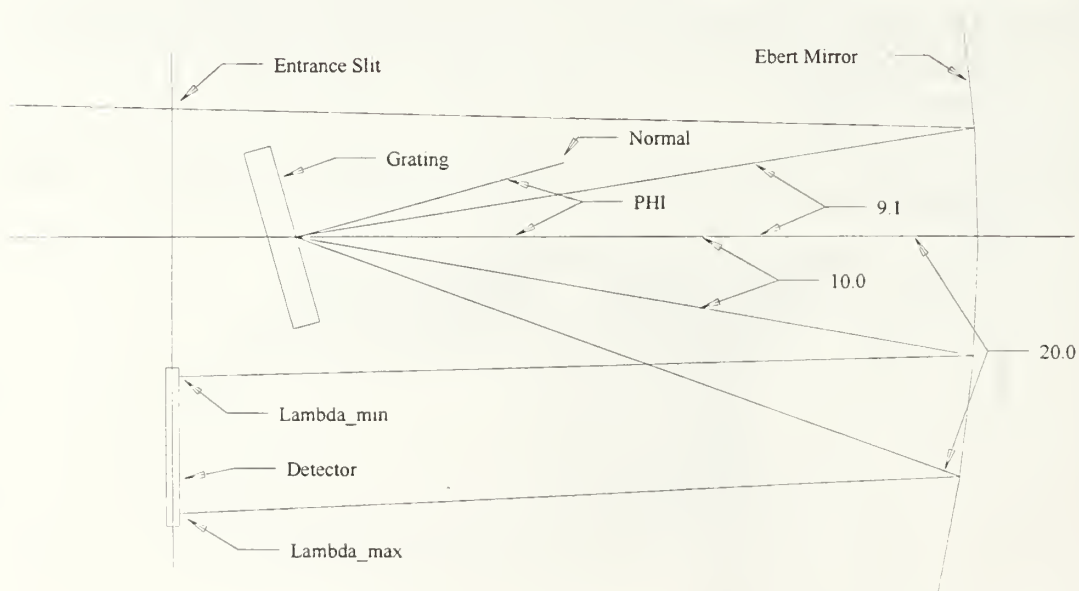 Entrance Slit
Ebert Mirror
Normal
Grating
PHI
9.1
10.0
20.0
Lambda_min
Detector
Lambda_max